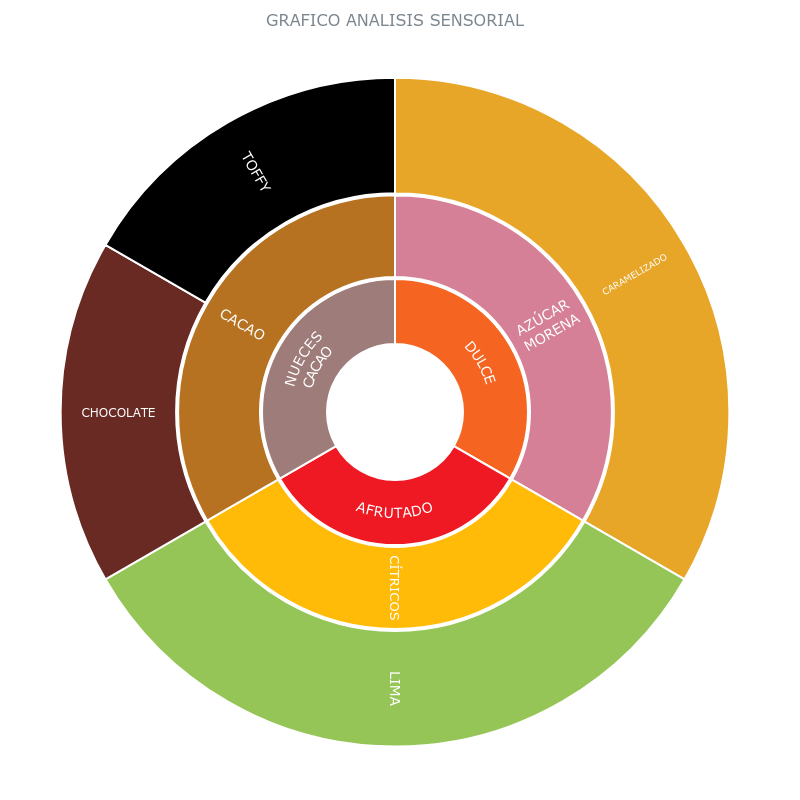 GRAFICO ANALISIS SENSORIAL
DULCE
AZÚCAR
MORENA
CARAMELIZADO
AFRUTADO
CÍTRICOS
LIMA
NUECES
CACAO
CACAO
CHOCOLATE
TOFFY